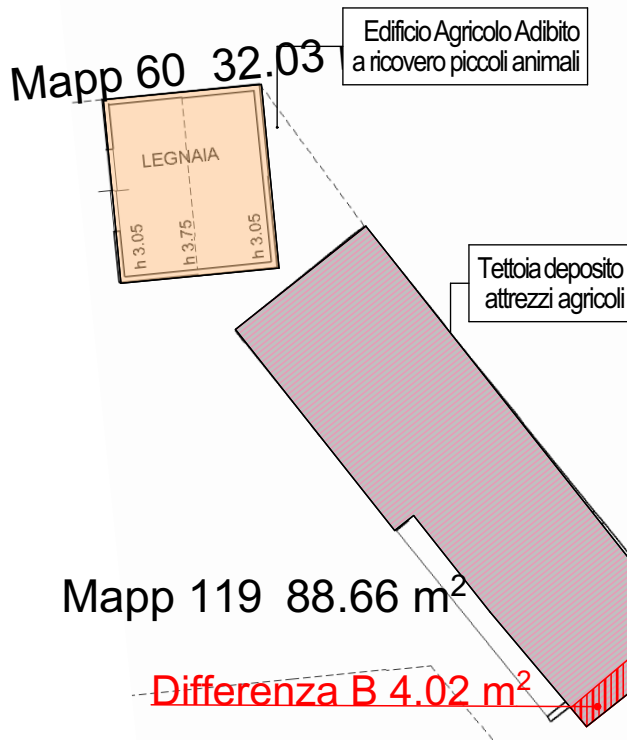 Edificio Agricolo Adibito
a ricovero piccoli animali
Mapp 60 32.03
LEGNAIA
h 3.05
h 3.75
h 3.05
Tettoia deposito
attrezzi agricoli
Mapp 119 88.66 m²
Differenza B 4.02 m²